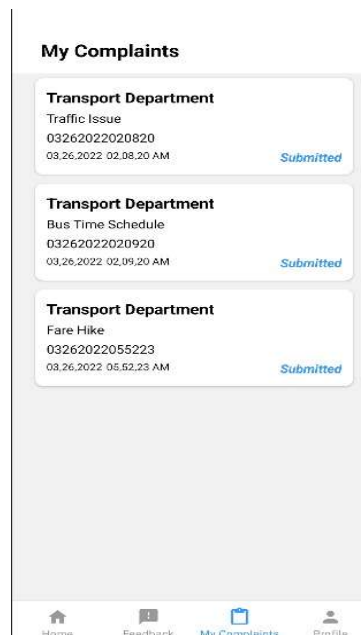 My Complaints
Transport Department
Traffic Issue
03262022020820
03,26,2022 02,08,20 AM
Submitted
Transport Department
Bus Time Schedule
03262022020920
03,26,2022 02,09,20 AM
Submitted
Transport Department
Fare Hike
03262022055223
03,26,2022 05,52,23 AM
Submitted
Home Feedback My Complaints Profile